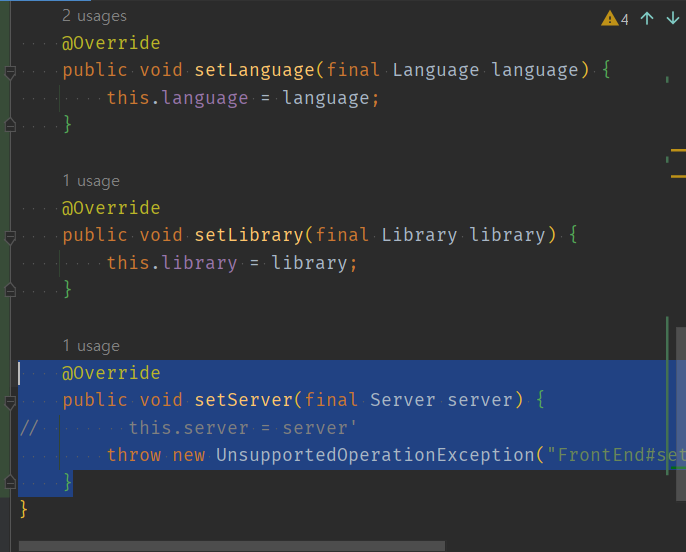 2 usages
4
@Override
public void setLanguage(final Language language) {
this.language = language;
}
1 usage
@Override
public void setLibrary(final Library library) {
this.library = library;
}
1 usage
@Override
public void setServer(final Server server) {
// this.server = server'
throw new UnsupportedOperationException("FrontEnd#set
}
}